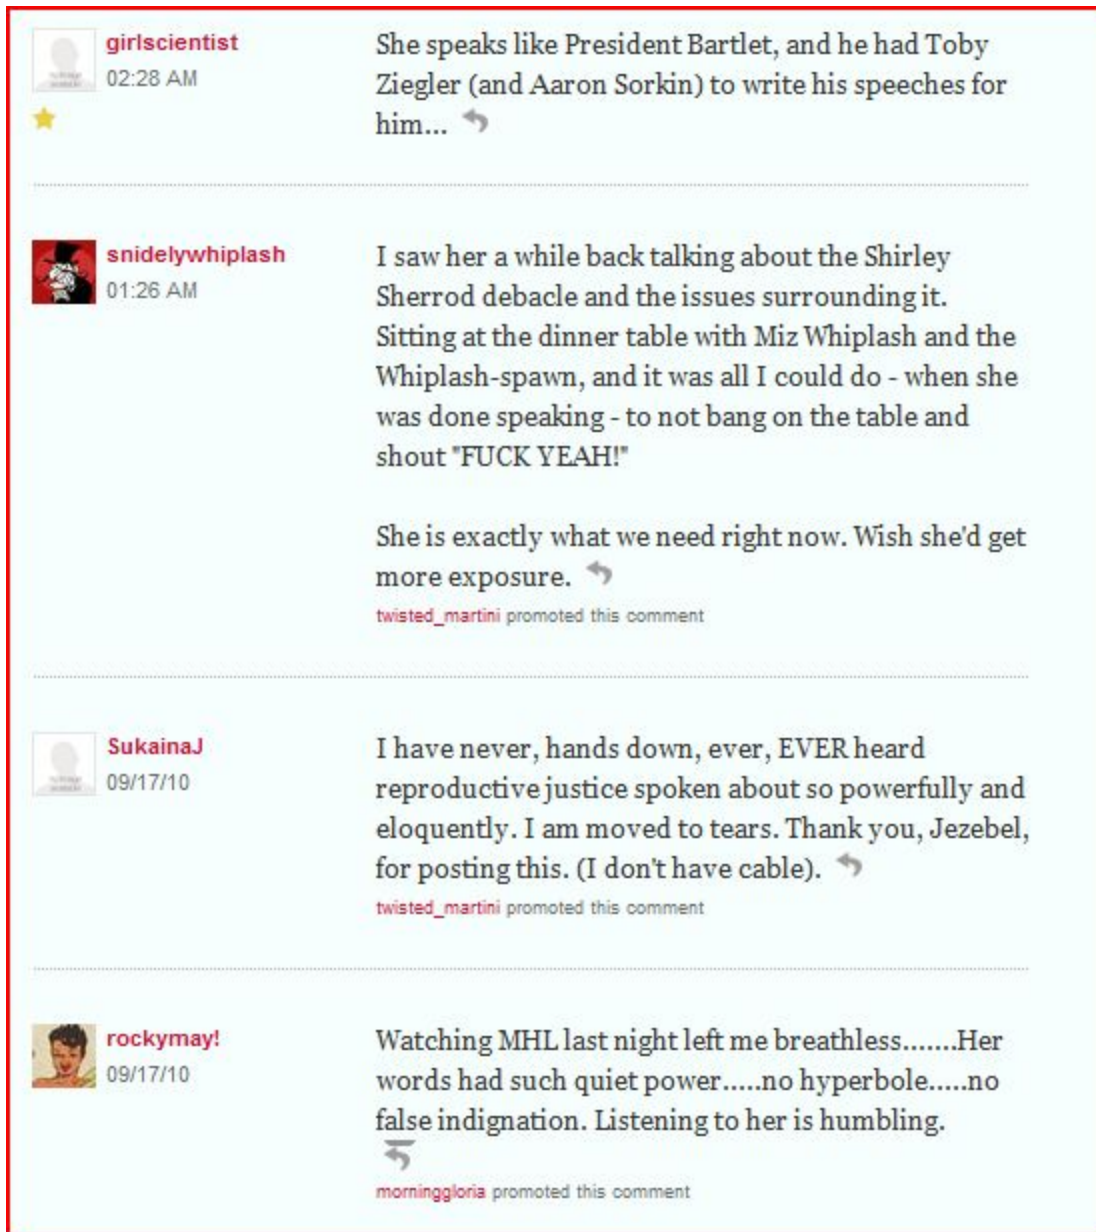 girlscientist
02:28 AM
She speaks like President Bartlet, and he had Toby
Ziegler (and Aaron Sorkin) to write his speeches for
him...
snidelywhiplash
01:26 AM
I saw her a while back talking about the Shirley
Sherrod debacle and the issues surrounding it.
Sitting at the dinner table with Miz Whiplash and the
Whiplash-spawn, and it was all I could do - when she
was done speaking - to not bang on the table and
shout "FUCK YEAH!"
She is exactly what we need right now. Wish she'd get
more exposure.
twisted_martini promoted this comment
SukainaJ
09/17/10
I have never, hands down, ever, EVER heard
reproductive justice spoken about so powerfully and
eloquently. I am moved to tears. Thank you, Jezebel,
for posting this. (I don't have cable).
twisted_martini promoted this comment
rockymay!
09/17/10
Watching MHL last night left me breathless.......Her
words had such quiet power.....no hyperbole.....no
false indignation. Listening to her is humbling.
morninggloria promoted this comment